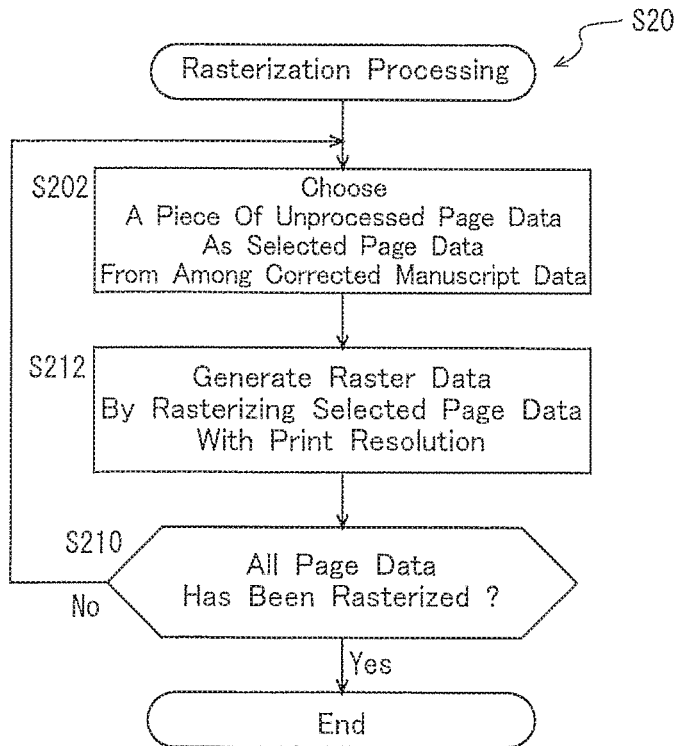 S20
Rasterization Processing
S202
Choose
A Piece Of Unprocessed Page Data
As Selected Page Data
From Among Corrected Manuscript Data
S212
Generate Raster Data
By Rasterizing Selected Page Data
With Print Resolution
S210
All Page Data
Has Been Rasterized ?
No
Yes
End